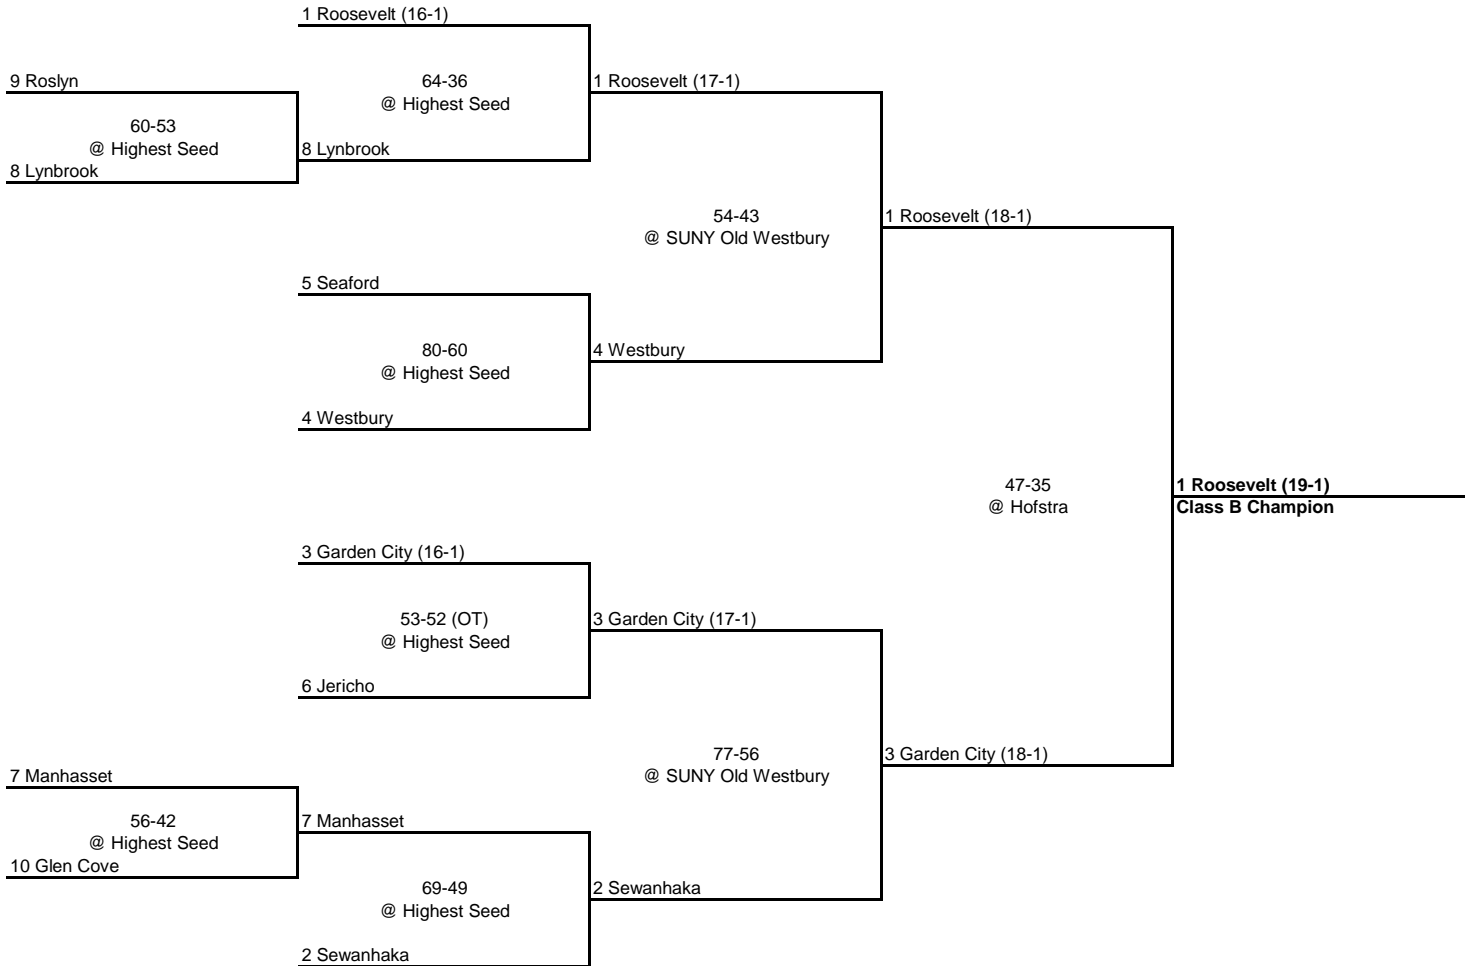 1 Roosevelt (16-1)
9 Roslyn
64-36
@ Highest Seed
1 Roosevelt (17-1)
60-53
@ Highest Seed
8 Lynbrook
8 Lynbrook
54-43
@ SUNY Old Westbury
1 Roosevelt (18-1)
5 Seaford
80-60
@ Highest Seed
4 Westbury
4 Westbury
47-35
@ Hofstra
1 Roosevelt (19-1)
Class B Champion
3 Garden City (16-1)
53-52 (OT)
@ Highest Seed
3 Garden City (17-1)
6 Jericho
77-56
@ SUNY Old Westbury
3 Garden City (18-1)
7 Manhasset
56-42
@ Highest Seed
7 Manhasset
10 Glen Cove
69-49
@ Highest Seed
2 Sewanhaka
2 Sewanhaka